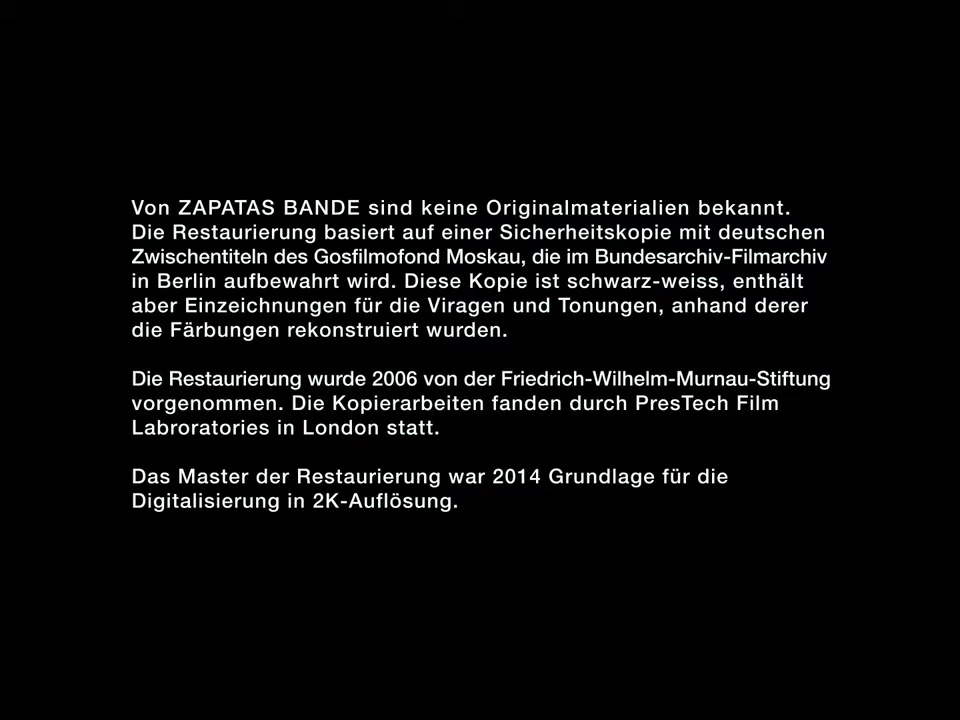 Von ZAPATAS BANDE sind keine Originalmaterialien bekannt.
Die Restaurierung basiert auf einer Sicherheitskopie mit deutschen
Zwischentiteln des Gosfilmofond Moskau, die im Bundesarchiv-Filmarchiv
in Berlin aufbewahrt wird. Diese Kopie ist schwarz-weiss, enthält
aber Einzeichnungen für die Viragen und Tonungen, anhand derer
die Färbungen rekonstruiert wurden.
Die Restaurierung wurde 2006 von der Friedrich-Wilhelm-Murnau-Stiftung
vorgenommen. Die Kopierarbeiten fanden durch PresTech Film
Labroratories in London statt.
Das Master der Restaurierung war 2014 Grundlage für die
Digitalisierung in 2K-Auflösung.